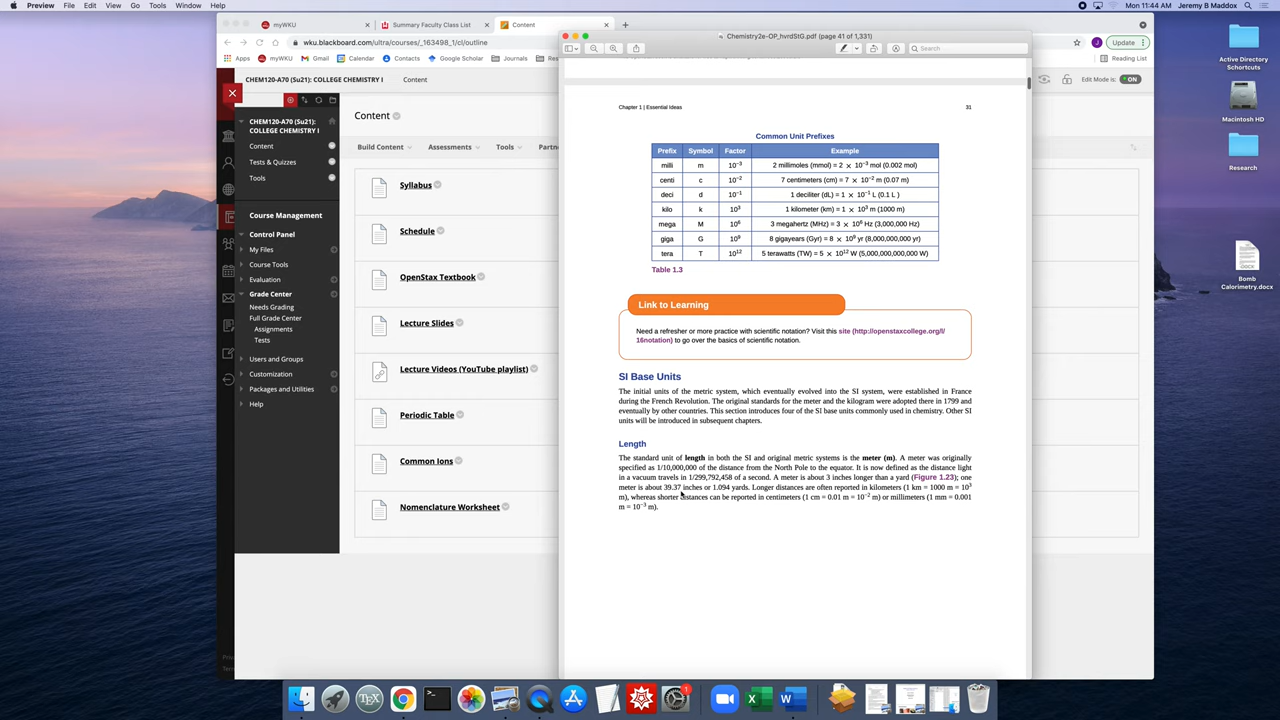 Preview File Edit View Go Tools Window Help
Mon 11:44 AM Jeremy B Maddox
myWKU
Summary Faculty Class List
Content
wku.blackboard.com/ultra/courses/_163498_1/cl/outline
Update
Apps myWKU Gmail Calendar Contacts Google Scholar Journals
Reading List
CHEM120-A70 (Su21): COLLEGE CHEMISTRY I
Content
Edit Mode is: ON
CHEM120-A70 (Su21):
COLLEGE CHEMISTRY I
Content
Tests & Quizzes
Tools
Course Management
Control Panel
My Files
Course Tools
Evaluation
Grade Center
Needs Grading
Full Grade Center
Assignments
Tests
Users and Groups
Customization
Packages and Utilities
Help
Content
Build Content Assessments Tools
Syllabus
Schedule
OpenStax Textbook
Lecture Slides
Lecture Videos (YouTube playlist)
Periodic Table
Common Ions
Nomenclature Worksheet
Chemistry2e-OP_hvrdStG.pdf (page 41 of 1,331)
Search
Chapter 1 | Essential Ideas 31
Common Unit Prefixes
Prefix Symbol Factor Example
milli m 10⁻³ 2 millimoles (mmol) = 2 × 10⁻³ mol (0.002 mol)
centi c 10⁻² 7 centimeters (cm) = 7 × 10⁻² m (0.07 m)
deci d 10⁻¹ 1 deciliter (dL) = 1 × 10⁻¹ L (0.1 L )
kilo k 10³ 1 kilometer (km) = 1 × 10³ m (1000 m)
mega M 10⁶ 3 megahertz (MHz) = 3 × 10⁶ Hz (3,000,000 Hz)
giga G 10⁹ 8 gigayears (Gyr) = 8 × 10⁹ yr (8,000,000,000 yr)
tera T 10¹² 5 terawatts (TW) = 5 × 10¹² W (5,000,000,000,000 W)
Table 1.3
Link to Learning
Need a refresher or more practice with scientific notation? Visit this site (http://openstaxcollege.org/l/
16notation) to go over the basics of scientific notation.
SI Base Units
The initial units of the metric system, which eventually evolved into the SI system, were established in France
during the French Revolution. The original standards for the meter and the kilogram were adopted there in 1799 and
eventually by other countries. This section introduces four of the SI base units commonly used in chemistry. Other SI
units will be introduced in subsequent chapters.
Length
The standard unit of length in both the SI and original metric systems is the meter (m). A meter was originally
specified as 1/10,000,000 of the distance from the North Pole to the equator. It is now defined as the distance light
in a vacuum travels in 1/299,792,458 of a second. A meter is about 3 inches longer than a yard (Figure 1.23); one
meter is about 39.37 inches or 1.094 yards. Longer distances are often reported in kilometers (1 km = 1000 m = 10³
m), whereas shorter distances can be reported in centimeters (1 cm = 0.01 m = 10⁻² m) or millimeters (1 mm = 0.001
m = 10⁻³ m).
Active Directory
Schortcuts
Macintosh HD
Research
Bomb
Calorimetry.docx